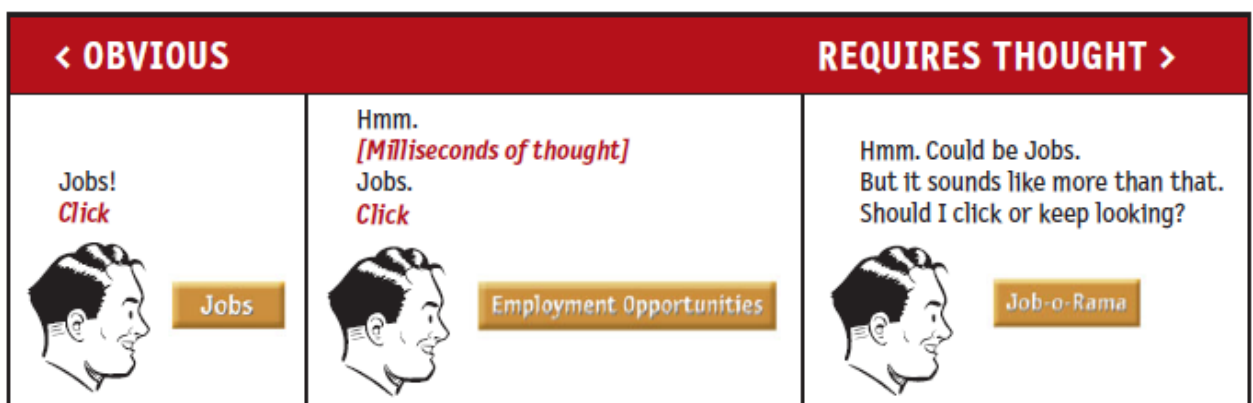 < OBVIOUS
REQUIRES THOUGHT >
Jobs!
Click
Jobs
Hmm.
[Milliseconds of thought]
Jobs.
Click
Employment Opportunities
Hmm. Could be Jobs.
But it sounds like more than that.
Should I click or keep looking?
Job-o-Rama